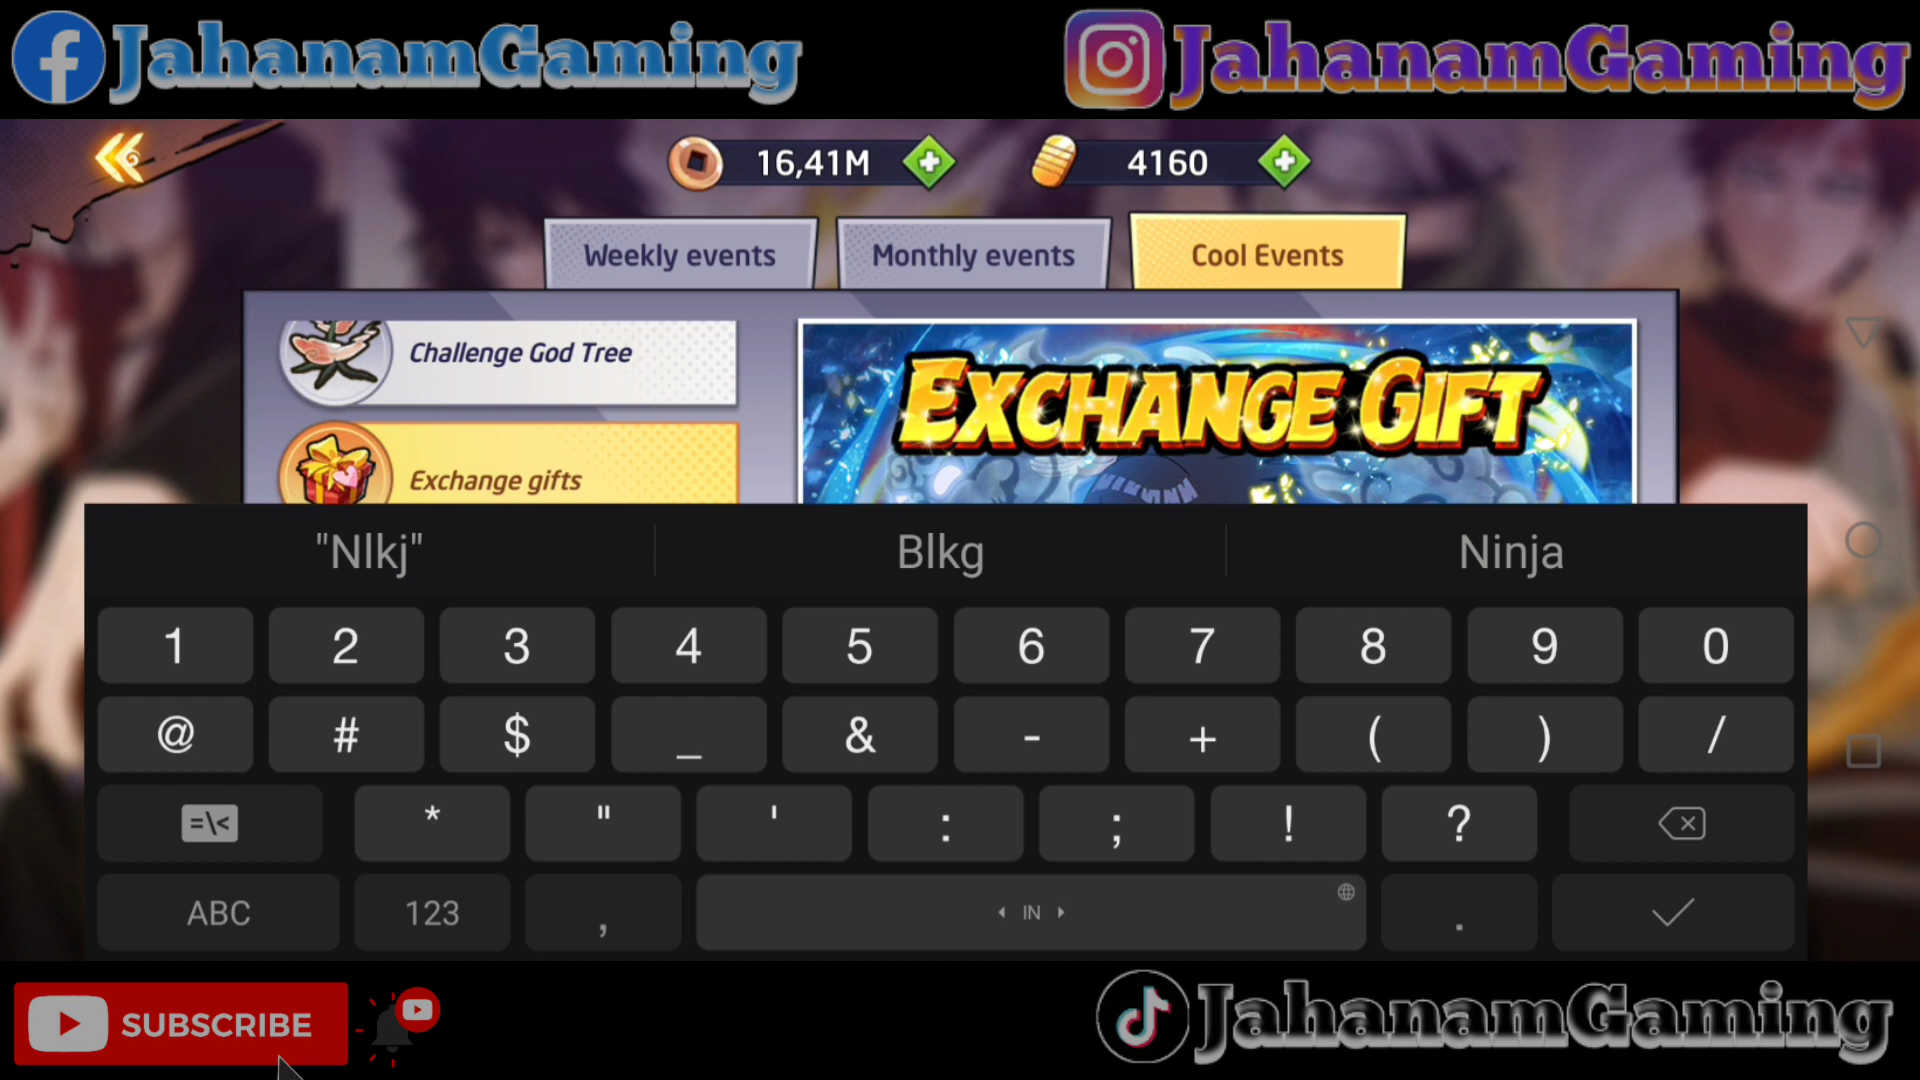 JahanamGaming
JahanamGaming
16,41M
4160
Weekly events
Monthly events
Cool Events
Challenge God Tree
EXCHANGE GIFT
Exchange gifts
"Nlkj"
Blkg
Ninja
1 2 3 4 5 6 7 8 9 0
@ # $ _ & - + ( ) /
=\< * " ' : ; ! ?
ABC 123 , IN .
SUBSCRIBE
JahanamGaming